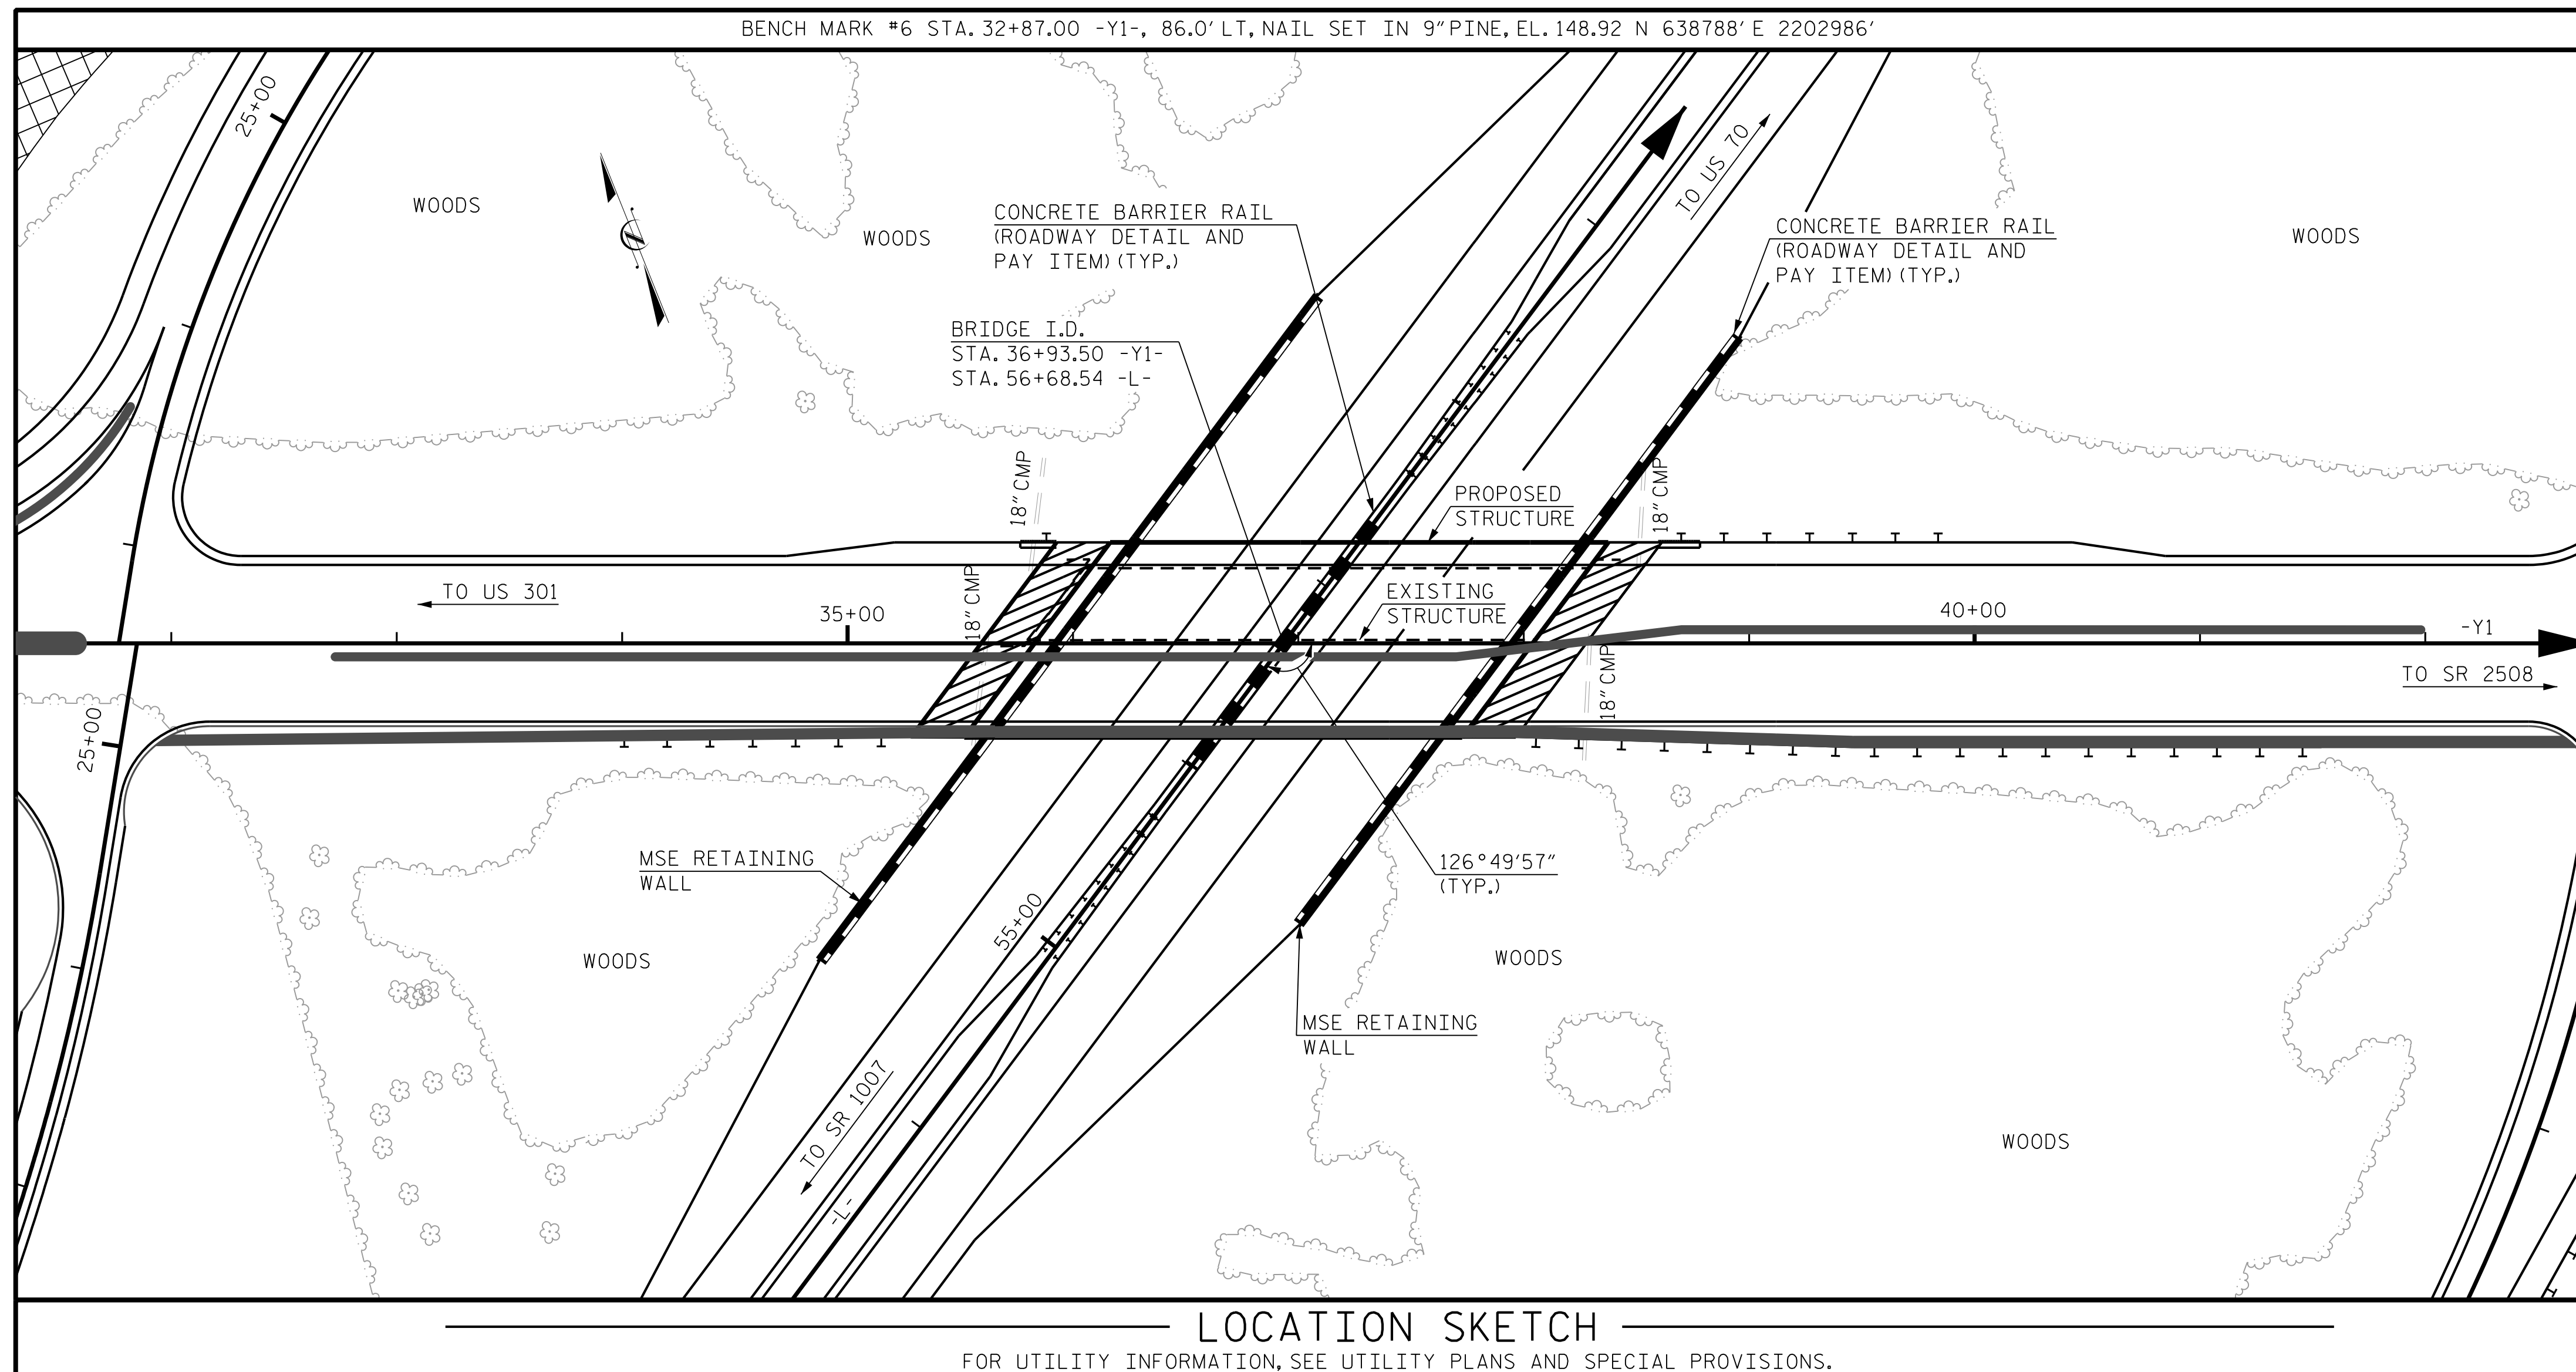 BENCH MARK #6 STA. 32+87.00 -Y1-, 86.0' LT, NAIL SET IN 9" PINE, EL. 148.92 N 638788' E 2202986'
25+00
WOODS
N
WOODS
CONCRETE BARRIER RAIL
(ROADWAY DETAIL AND
PAY ITEM) (TYP.)
TO US 70
CONCRETE BARRIER RAIL
(ROADWAY DETAIL AND
PAY ITEM) (TYP.)
WOODS
BRIDGE I.D.
STA. 36+93.50 -Y1-
STA. 56+68.54 -L-
18" CMP
PROPOSED
STRUCTURE
18" CMP
TO US 301
35+00
18" CMP
EXISTING
STRUCTURE
40+00
-Y1
TO SR 2508
18" CMP
25+00
MSE RETAINING
WALL
126°49'57"
(TYP.)
55+00
WOODS
WOODS
MSE RETAINING
WALL
TO SR 1007
-L-
WOODS
LOCATION SKETCH
FOR UTILITY INFORMATION, SEE UTILITY PLANS AND SPECIAL PROVISIONS.